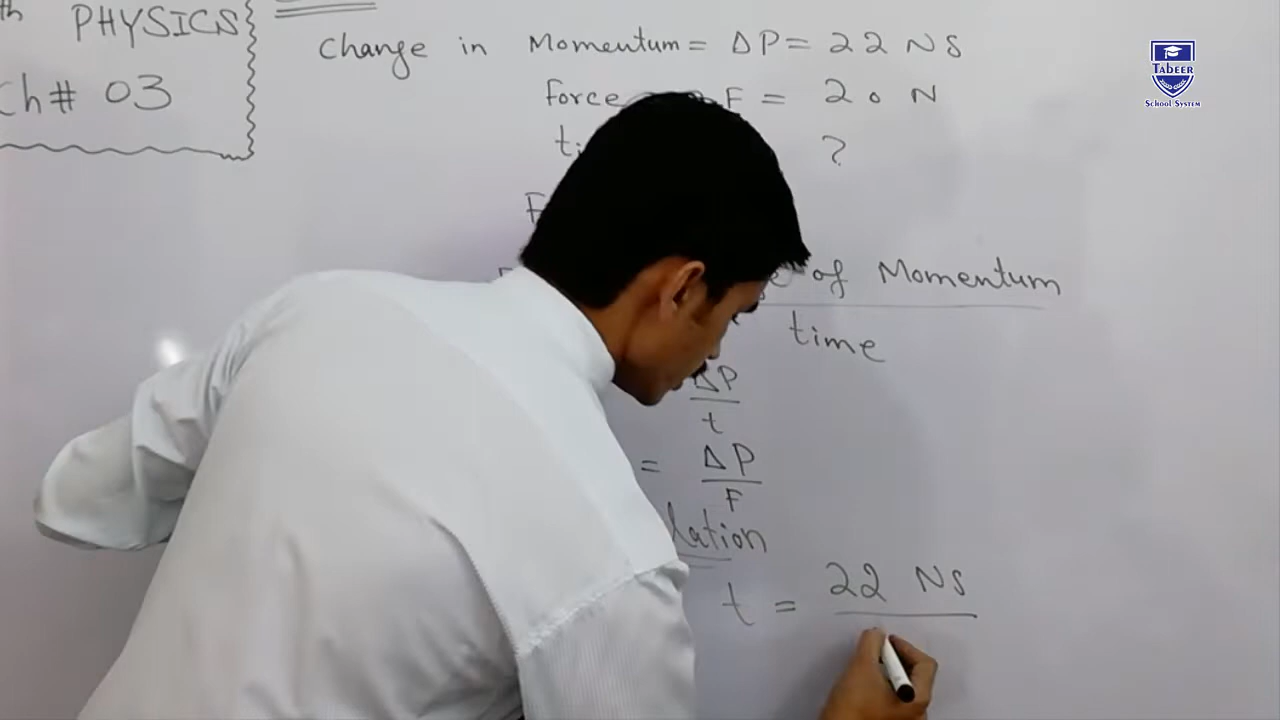 th PHYSICS
Ch# 03
Change in Momentum = ΔP = 22 NS
force F = 20 N
?
of Momentum
time
ΔP
t
= ΔP
F
lation
t = 22 NS
TABEER
SCHOOL SYSTEM